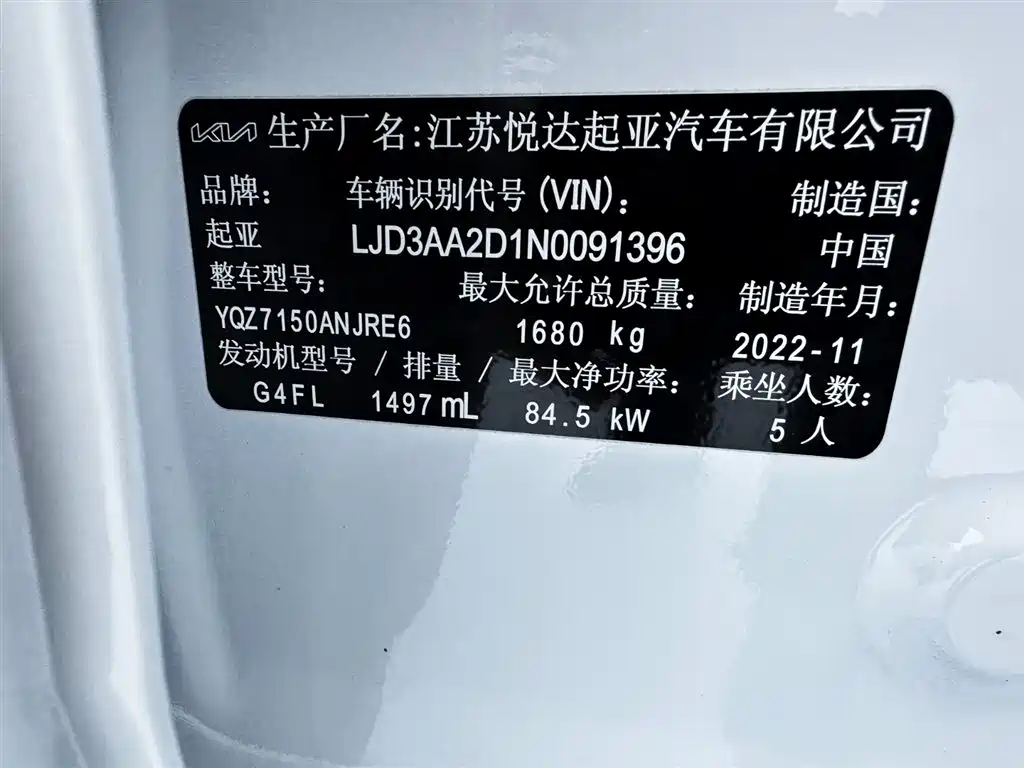 KIA 生产厂名:江苏悦达起亚汽车有限公司
品牌: 车辆识别代号(VIN): 制造国:
起亚 LJD3AA2D1N0091396 中国
整车型号: 最大允许总质量: 制造年月:
YQZ7150ANJRE6 1680 kg 2022-11
发动机型号 / 排量 / 最大净功率: 乘坐人数:
G4FL 1497 mL 84.5 kW 5 人